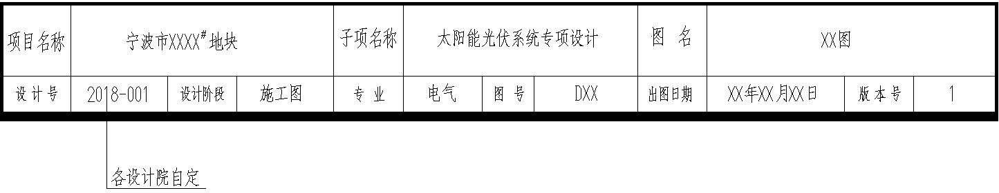 项目名称 宁波市XXXX#地块 子项名称 太阳能光伏系统专项设计 图 名 XX图
设计号 2018-001 设计阶段 施工图 专业 电气 图号 DXX 出图日期 XX年XX月XX日 版本号 1
各设计院自定